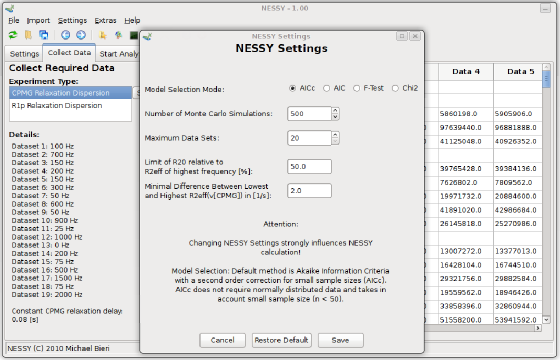 NESSY - 1.00
File Import Settings Extras Help
Settings
Collect Data
Start Analy
Collect Required Data
Experiment Type:
CPMG Relaxation Dispersion
R1p Relaxation Dispersion
Details:
Dataset 1: 100 Hz
Dataset 2: 700 Hz
Dataset 3: 150 Hz
Dataset 4: 200 Hz
Dataset 5: 150 Hz
Dataset 6: 300 Hz
Dataset 7: 50 Hz
Dataset 8: 600 Hz
Dataset 9: 50 Hz
Dataset 10: 900 Hz
Dataset 11: 25 Hz
Dataset 12: 1000 Hz
Dataset 13: 0 Hz
Dataset 14: 200 Hz
Dataset 15: 75 Hz
Dataset 16: 500 Hz
Dataset 17: 1500 Hz
Dataset 18: 75 Hz
Dataset 19: 2000 Hz
Constant CPMG relaxation delay:
0.08 (s)
NESSY (C) 2010 Michael Bieri
NESSY Settings
NESSY Settings
Model Selection Mode:
AICc
AIC
F-Test
Chi2
Number of Monte Carlo Simulations:
500
Maximum Data Sets:
20
Limit of R20 relative to
R2eff of highest frequency [%]:
50.0
Minimal Difference Between Lowest
and Highest R2eff(v[CPMG]) in [1/s]:
2.0
Attention:
Changing NESSY Settings strongly influences NESSY
calculation!
Model Selection: Default method is Akaike Information Criteria
with a second order correction for small sample sizes (AICc).
AICc does not require normally distributed data and takes in
account small sample size (n < 50).
Cancel
Restore Default
Save
Data 4 Data 5
5860198.0 5905906.0
97639440.0 96881888.0
41125048.0 40926352.0
39765428.0 39384136.0
7626802.0 7809562.0
19971732.0 20884600.0
41891020.0 42986684.0
26145818.0 25270986.0
13007272.0 13377013.0
16428104.0 16744510.0
29321756.0 29882584.0
19559562.0 18946426.0
33858396.0 32860944.0
51558200.0 53941592.0